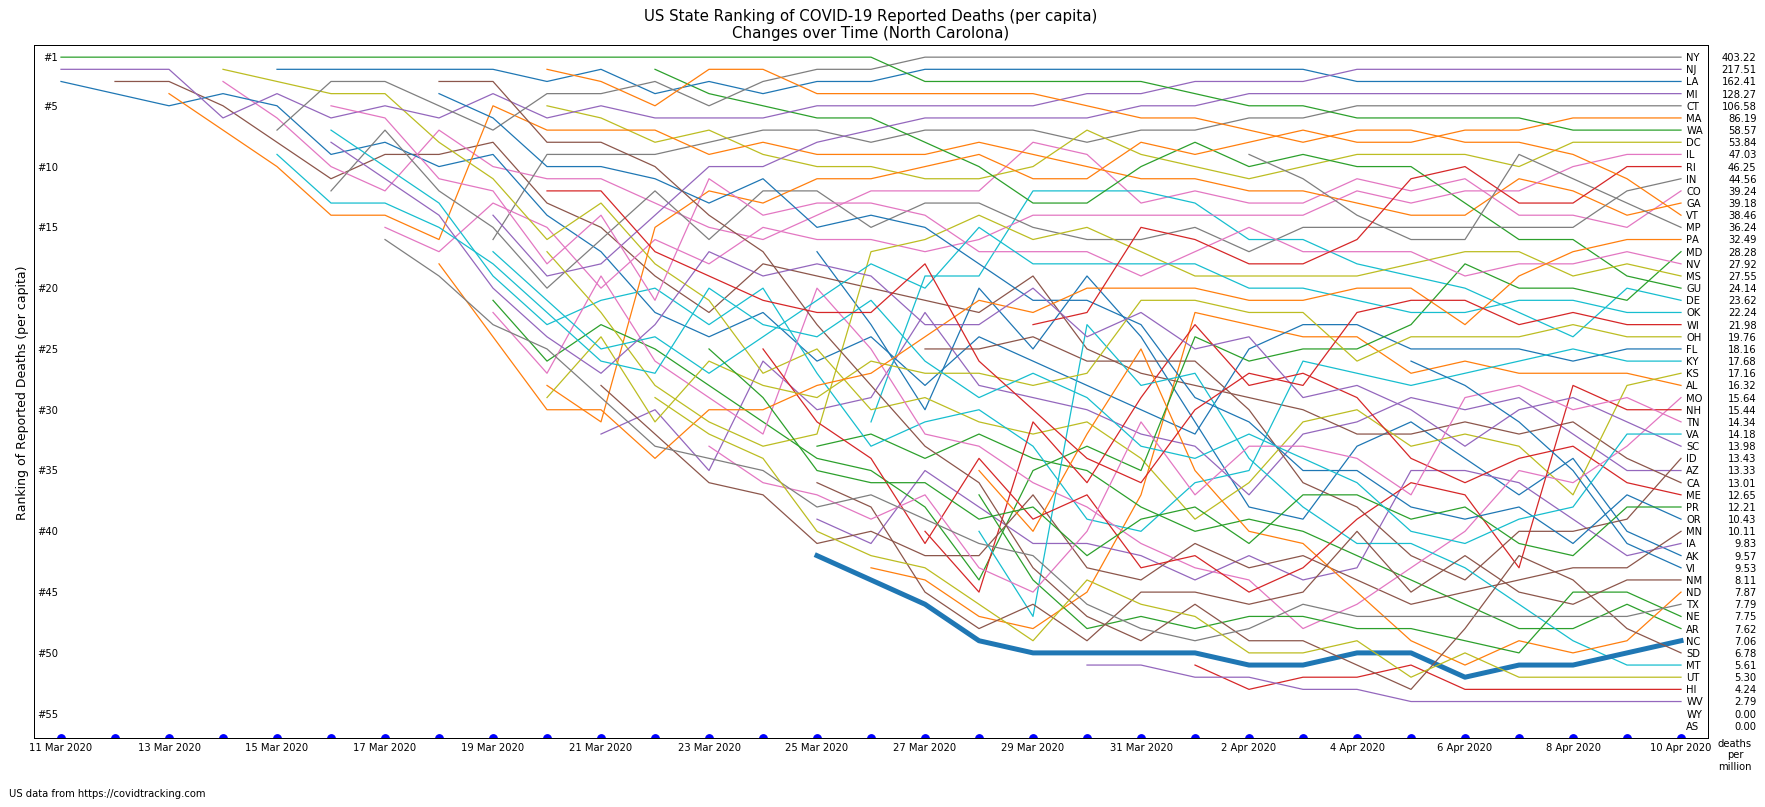 US State Ranking of COVID-19 Reported Deaths (per capita)
Changes over Time (North Carolona)
Ranking of Reported Deaths (per capita)
#1
#5
#10
#15
#20
#25
#30
#35
#40
#45
#50
#55
NY 403.22
NJ 217.51
LA 162.41
MI 128.27
CT 106.58
MA 86.19
WA 58.57
DC 53.84
IL 47.03
RI 46.25
IN 44.56
CO 39.24
GA 39.18
VT 38.46
MP 36.24
PA 32.49
MD 28.28
NV 27.92
MS 27.55
GU 24.14
DE 23.62
OK 22.24
WI 21.98
OH 19.76
FL 18.16
KY 17.68
KS 17.16
AL 16.32
MO 15.64
NH 15.44
TN 14.34
VA 14.18
SC 13.98
ID 13.43
AZ 13.33
CA 13.01
ME 12.65
PR 12.21
OR 10.43
MN 10.11
IA 9.83
AK 9.57
VI 9.53
NM 8.11
ND 7.87
TX 7.79
NE 7.75
AR 7.62
NC 7.06
SD 6.78
MT 5.61
UT 5.30
HI 4.24
WV 2.79
WY 0.00
AS 0.00
11 Mar 2020 13 Mar 2020 15 Mar 2020 17 Mar 2020 19 Mar 2020 21 Mar 2020 23 Mar 2020 25 Mar 2020 27 Mar 2020 29 Mar 2020 31 Mar 2020 2 Apr 2020 4 Apr 2020 6 Apr 2020 8 Apr 2020 10 Apr 2020
deaths
per
million
US data from https://covidtracking.com